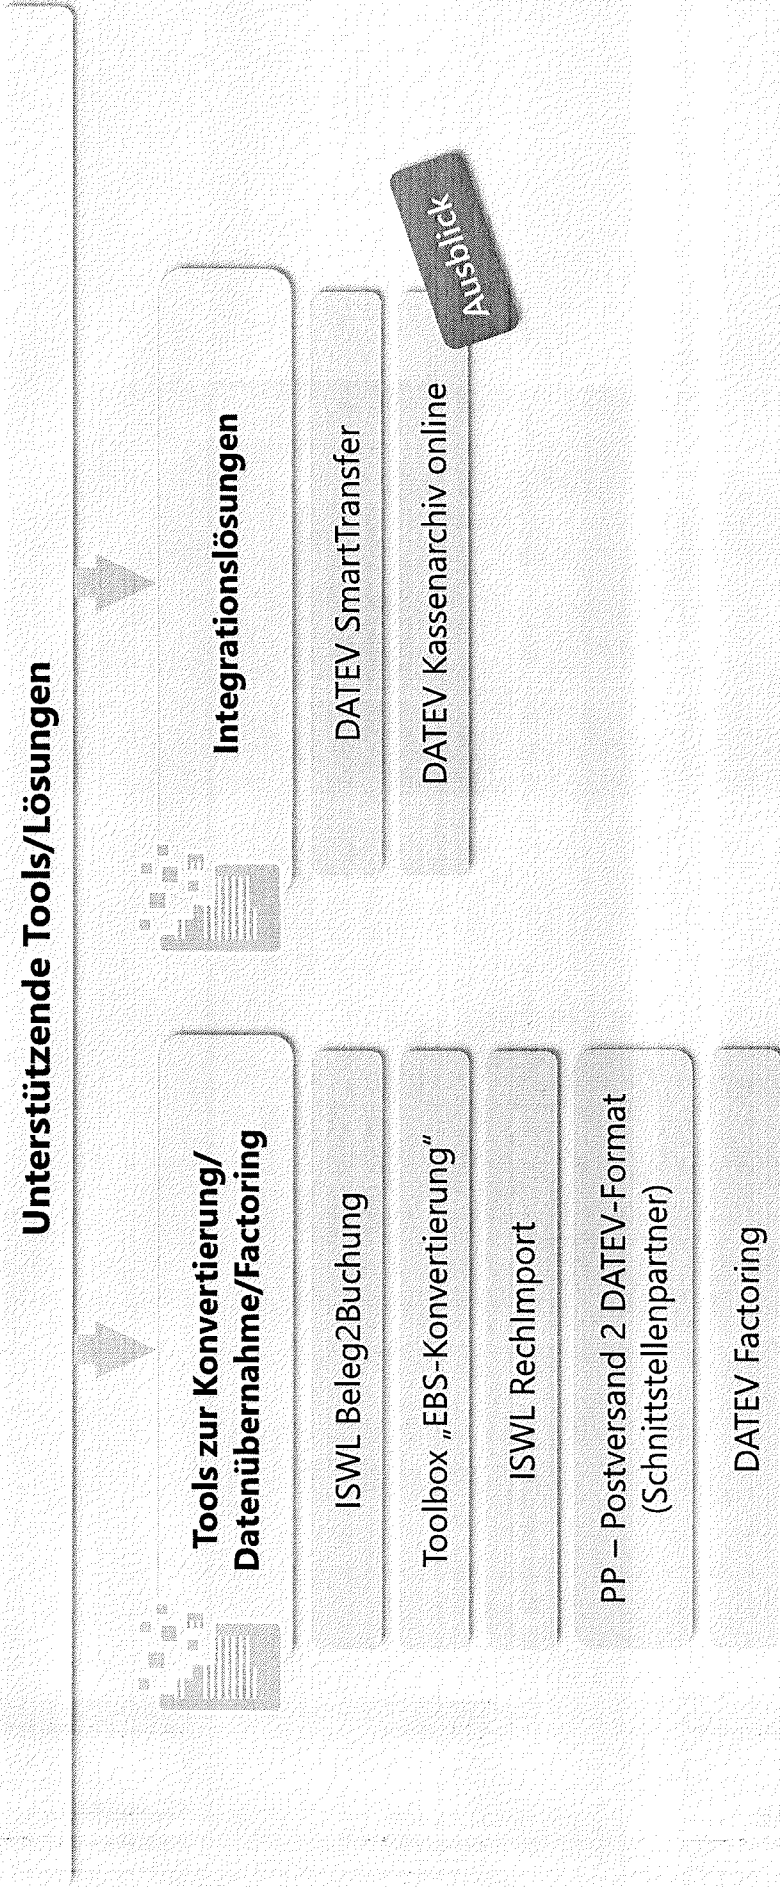 Unterstützende Tools/Lösungen
Tools zur Konvertierung/
Datenübernahme/Factoring
ISWL Beleg2Buchung
Toolbox „EBS-Konvertierung“
ISWL RechImport
PP – Postversand 2 DATEV-Format
(Schnittstellenpartner)
DATEV Factoring
Integrationslösungen
DATEV SmartTransfer
DATEV Kassenarchiv online
Ausblick